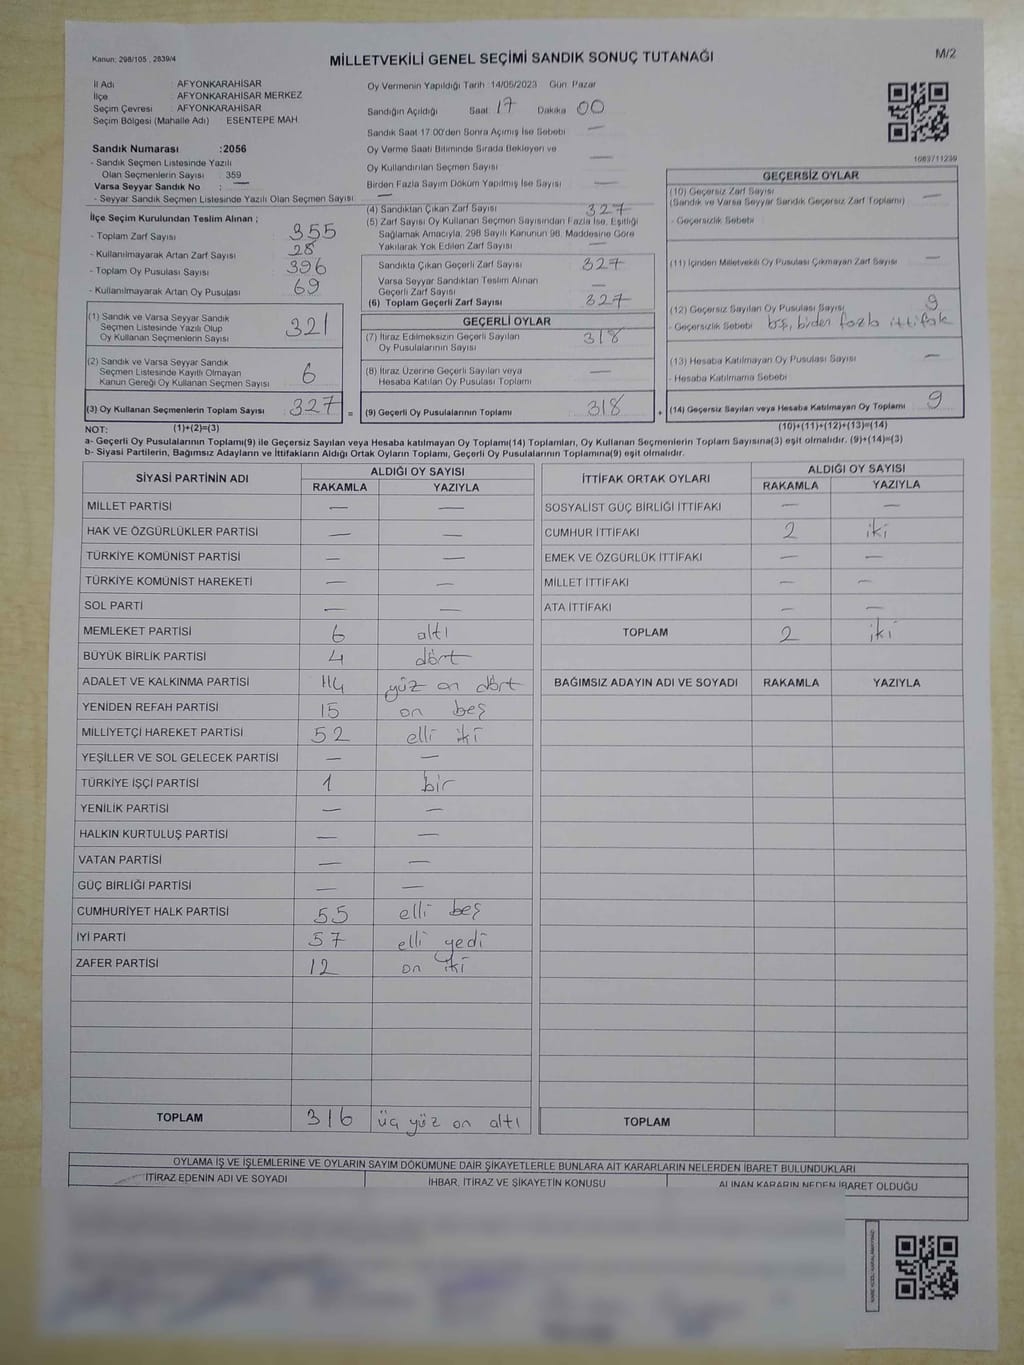 Kanun: 298/105 , 2839/4
MİLLETVEKİLİ GENEL SEÇİMİ SANDIK SONUÇ TUTANAĞI
M/2
İl Adı : AFYONKARAHİSAR
İlçe : AFYONKARAHİSAR MERKEZ
Seçim Çevresi : AFYONKARAHİSAR
Seçim Bölgesi (Mahalle Adı) ESENTEPE MAH.
Sandık Numarası :2056
- Sandık Seçmen Listesinde Yazılı
Olan Seçmenlerin Sayısı : 359
Varsa Seyyar Sandık No : —
- Seyyar Sandık Seçmen Listesinde Yazılı Olan Seçmen Sayısı: —
Oy Vermenin Yapıldığı Tarih :14/05/2023 Gün :Pazar
Sandığın Açıldığı Saat :17 Dakika :00
Sandık Saat 17.00'den Sonra Açımış İse Sebebi : —
Oy Verme Saati Bitiminde Sırada Bekleyen ve
Oy Kullandırılan Seçmen Sayısı : —
Birden Fazla Sayım Döküm Yapılmış İse Sayısı : —
1083711239
İlçe Seçim Kurulundan Teslim Alınan ;
- Toplam Zarf Sayısı : 355
- Kullanılmayarak Artan Zarf Sayısı : 28
- Toplam Oy Pusulası Sayısı : 396
- Kullanılmayarak Artan Oy Pusulası : 69
(1) Sandık ve Varsa Seyyar Sandık
Seçmen Listesinde Yazılı Olup
Oy Kullanan Seçmenlerin Sayısı : 321
(2) Sandık ve Varsa Seyyar Sandık
Seçmen Listesinde Kayıtlı Olmayan
Kanun Gereği Oy Kullanan Seçmen Sayısı : 6
(3) Oy Kullanan Seçmenlerin Toplam Sayısı : 327 =
(4) Sandıktan Çıkan Zarf Sayısı : 327
(5) Zarf Sayısı Oy Kullanan Seçmen Sayısından Fazla İse, Eşitliği
Sağlamak Amacıyla, 298 Sayılı Kanunun 98. Maddesine Göre
Yakılarak Yok Edilen Zarf Sayısı : —
Sandıkta Çıkan Geçerli Zarf Sayısı : 327
Varsa Seyyar Sandıktan Teslim Alınan
Geçerli Zarf Sayısı : —
(6) Toplam Geçerli Zarf Sayısı : 327
GEÇERLİ OYLAR
(7) İtiraz Edilmeksizin Geçerli Sayılan
Oy Pusulalarının Sayısı : 318
(8) İtiraz Üzerine Geçerli Sayılan veya
Hesaba Katılan Oy Pusulası Toplamı : —
(9) Geçerli Oy Pusulalarının Toplamı : 318 +
GEÇERSİZ OYLAR
(10) Geçersiz Zarf Sayısı
(Sandık ve Varsa Seyyar Sandık Geçersiz Zarf Toplamı) : —
- Geçersizlik Sebebi :
(11) İçinden Milletvekili Oy Pusulası Çıkmayan Zarf Sayısı : —
(12) Geçersiz Sayılan Oy Pusulası Sayısı : 9
- Geçersizlik Sebebi : boş, birden fazla ittifak
(13) Hesaba Katılmayan Oy Pusulası Sayısı : —
- Hesaba Katılmama Sebebi :
(14) Geçersiz Sayılan veya Hesaba Katılmayan Oy Toplamı : 9
NOT: (1)+(2)=(3)
(10)+(11)+(12)+(13)=(14)
a- Geçerli Oy Pusulalarının Toplamı(9) ile Geçersiz Sayılan veya Hesaba katılmayan Oy Toplamı(14) Toplamları, Oy Kullanan Seçmenlerin Toplam Sayısına(3) eşit olmalıdır. (9)+(14)=(3)
b- Siyasi Partilerin, Bağımsız Adayların ve İttifakların Aldığı Ortak Oyların Toplamı, Geçerli Oy Pusulalarının Toplamına(9) eşit olmalıdır.
SİYASİ PARTİNİN ADI ALDIĞI OY SAYISI
RAKAMLA YAZIYLA
MİLLET PARTİSİ — —
HAK VE ÖZGÜRLÜKLER PARTİSİ — —
TÜRKİYE KOMÜNİST PARTİSİ — —
TÜRKİYE KOMÜNİST HAREKETİ — —
SOL PARTİ — —
MEMLEKET PARTİSİ 6 altı
BÜYÜK BİRLİK PARTİSİ 4 dört
ADALET VE KALKINMA PARTİSİ 114 yüz on dört
YENİDEN REFAH PARTİSİ 15 on beş
MİLLİYETÇİ HAREKET PARTİSİ 52 elli iki
YEŞİLLER VE SOL GELECEK PARTİSİ — —
TÜRKİYE İŞÇİ PARTİSİ 1 bir
YENİLİK PARTİSİ — —
HALKIN KURTULUŞ PARTİSİ — —
VATAN PARTİSİ — —
GÜÇ BİRLİĞİ PARTİSİ — —
CUMHURİYET HALK PARTİSİ 55 elli beş
İYİ PARTİ 57 elli yedi
ZAFER PARTİSİ 12 on iki
TOPLAM 316 üç yüz on altı
İTTİFAK ORTAK OYLARI ALDIĞI OY SAYISI
RAKAMLA YAZIYLA
SOSYALİST GÜÇ BİRLİĞİ İTTİFAKI — —
CUMHUR İTTİFAKI 2 iki
EMEK VE ÖZGÜRLÜK İTTİFAKI — —
MİLLET İTTİFAKI — —
ATA İTTİFAKI — —
TOPLAM 2 iki
BAĞIMSIZ ADAYIN ADI VE SOYADI RAKAMLA YAZIYLA
TOPLAM
OYLAMA İŞ VE İŞLEMLERİNE VE OYLARIN SAYIM DÖKÜMÜNE DAİR ŞİKAYETLERLE BUNLARA AİT KARARLARIN NELERDEN İBARET BULUNDUKLARI
İTİRAZ EDENİN ADI VE SOYADI İHBAR, İTİRAZ VE ŞİKAYETİN KONUSU ALINAN KARARIN NEDEN İBARET OLDUĞU